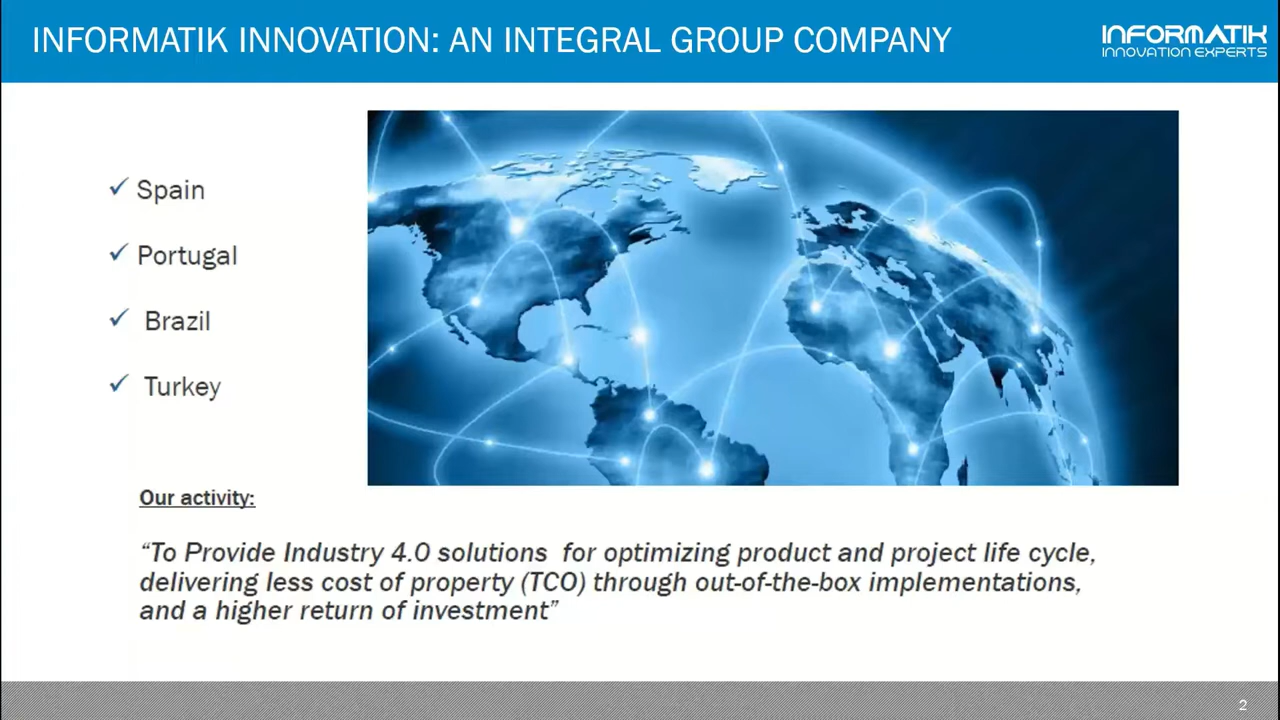 INFORMATIK INNOVATION: AN INTEGRAL GROUP COMPANY
INFORMATIK
INNOVATION EXPERTS
Spain
Portugal
Brazil
Turkey
Our activity:
“To Provide Industry 4.0 solutions for optimizing product and project life cycle,
delivering less cost of property (TCO) through out-of-the-box implementations,
and a higher return of investment”
2